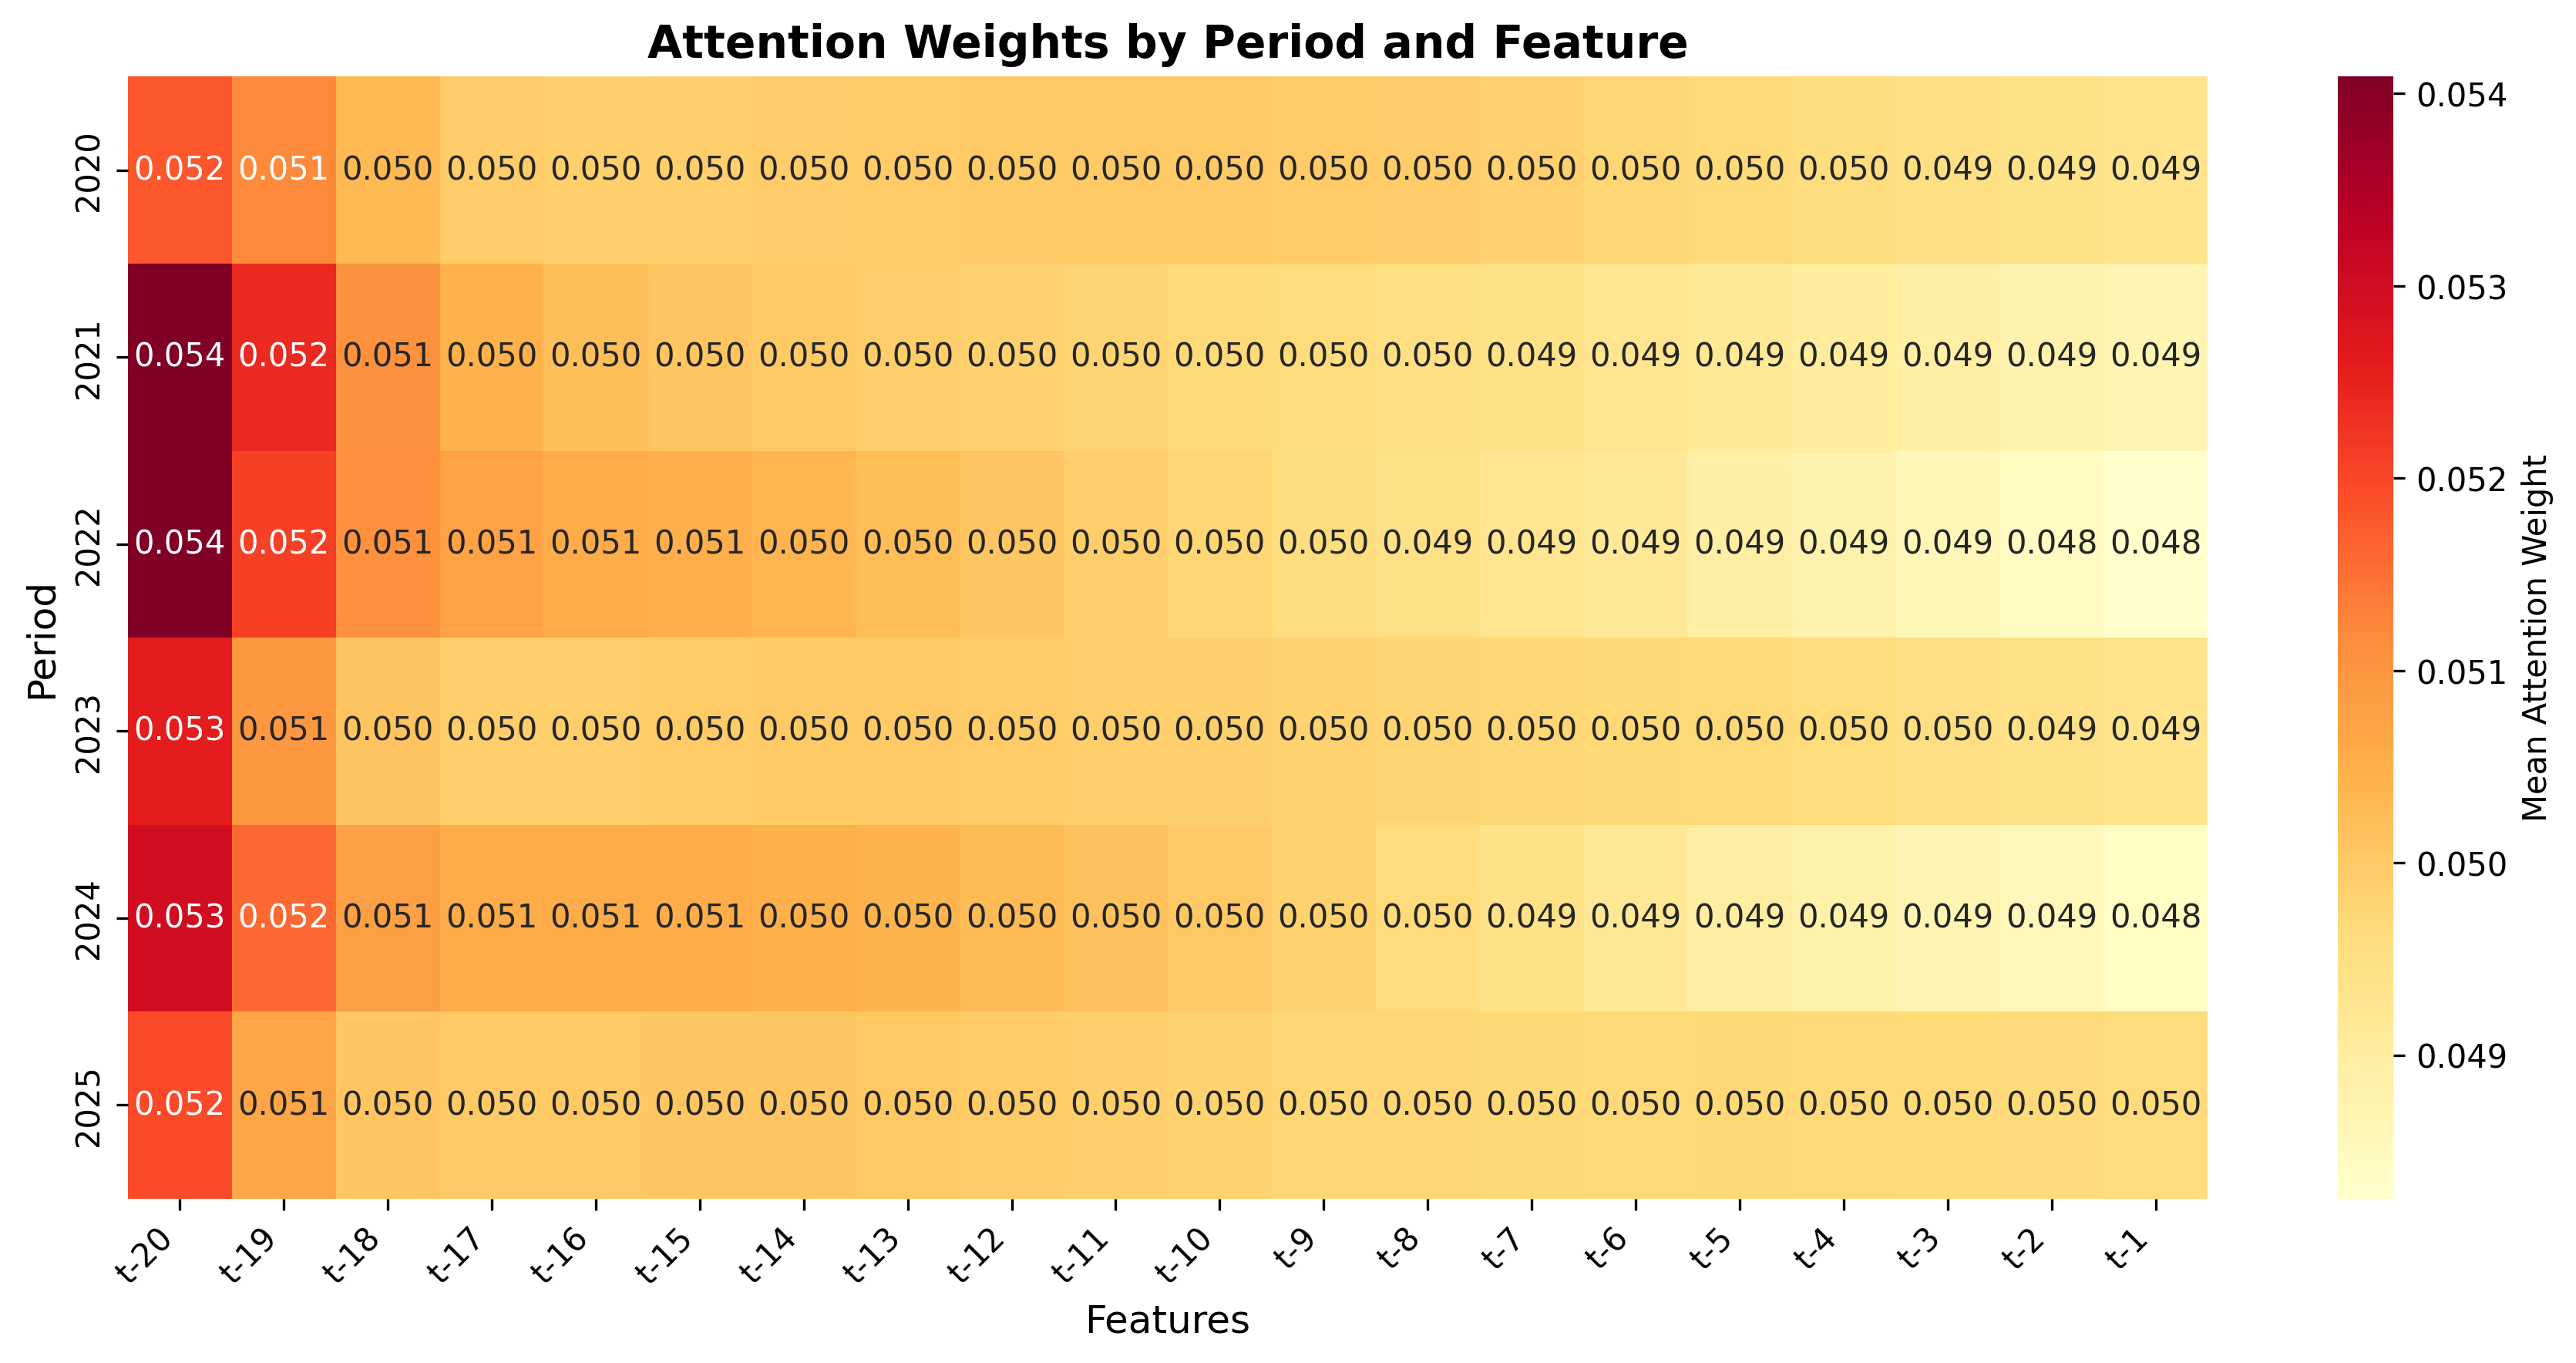 Attention Weights by Period and Feature
Period
2020 0.052 0.051 0.050 0.050 0.050 0.050 0.050 0.050 0.050 0.050 0.050 0.050 0.050 0.050 0.050 0.050 0.050 0.049 0.049 0.049
2021 0.054 0.052 0.051 0.050 0.050 0.050 0.050 0.050 0.050 0.050 0.050 0.050 0.050 0.049 0.049 0.049 0.049 0.049 0.049 0.049
2022 0.054 0.052 0.051 0.051 0.051 0.051 0.050 0.050 0.050 0.050 0.050 0.050 0.049 0.049 0.049 0.049 0.049 0.049 0.048 0.048
2023 0.053 0.051 0.050 0.050 0.050 0.050 0.050 0.050 0.050 0.050 0.050 0.050 0.050 0.050 0.050 0.050 0.050 0.050 0.049 0.049
2024 0.053 0.052 0.051 0.051 0.051 0.051 0.050 0.050 0.050 0.050 0.050 0.050 0.050 0.049 0.049 0.049 0.049 0.049 0.049 0.048
2025 0.052 0.051 0.050 0.050 0.050 0.050 0.050 0.050 0.050 0.050 0.050 0.050 0.050 0.050 0.050 0.050 0.050 0.050 0.050 0.050
t-20 t-19 t-18 t-17 t-16 t-15 t-14 t-13 t-12 t-11 t-10 t-9 t-8 t-7 t-6 t-5 t-4 t-3 t-2 t-1
Features
0.054
0.053
0.052
0.051
0.050
0.049
Mean Attention Weight